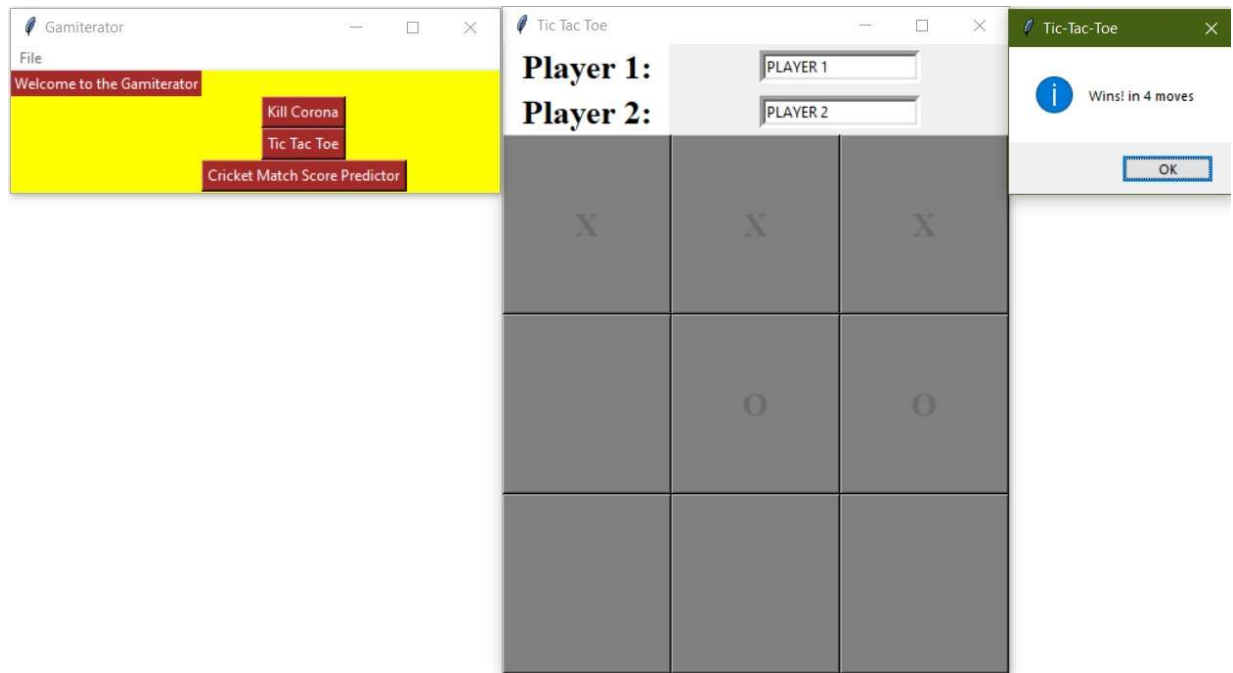 Gamiterator
File
Welcome to the Gamiterator
Kill Corona
Tic Tac Toe
Cricket Match Score Predictor
Tic Tac Toe
Player 1: PLAYER 1
Player 2: PLAYER 2
X X X
O O
Tic-Tac-Toe
Wins! in 4 moves
OK